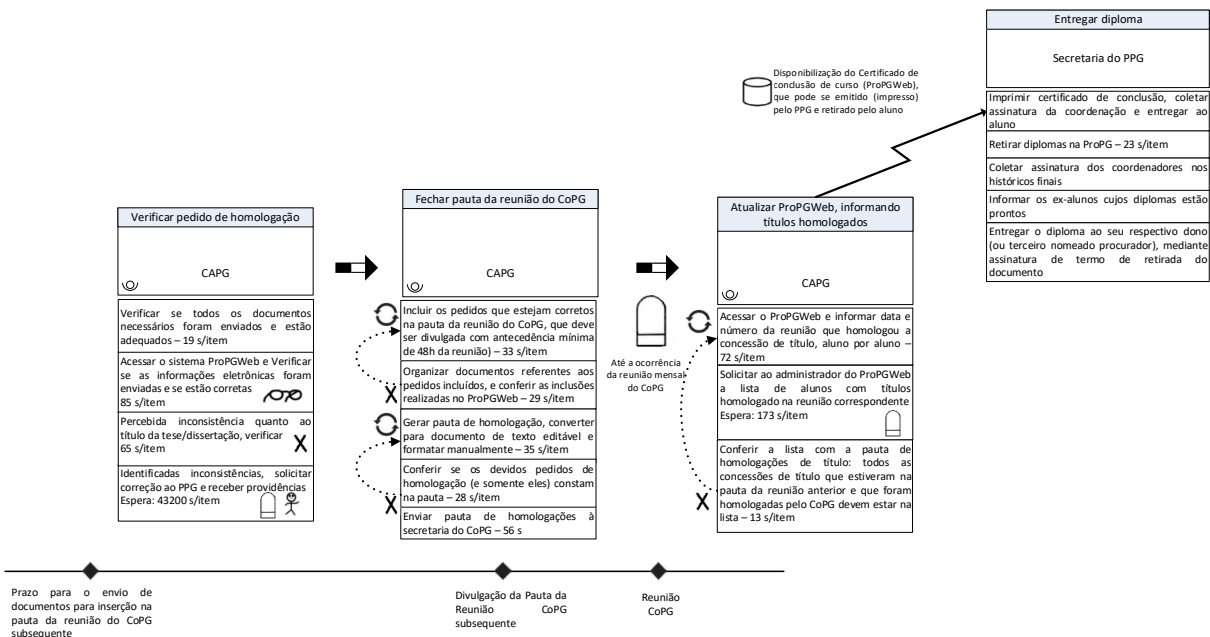 Verificar pedido de homologação
CAPG
Verificar se todos os documentos
necessários foram enviados e estão
adequados – 19 s/item
Acessar o sistema ProPGWeb e Verificar
se as informações eletrônicas foram
enviadas e se estão corretas
85 s/item
Percebida inconsistência quanto ao
título da tese/dissertação, verificar
65 s/item
X
Identificadas inconsistências, solicitar
correção ao PPG e receber providências
Espera: 43200 s/item
Fechar pauta da reunião do CoPG
CAPG
Incluir os pedidos que estejam corretos
na pauta da reunião do CoPG, que deve
ser divulgada com antecedência mínima
de 48h da reunião) – 33 s/item
Organizar documentos referentes aos
pedidos incluídos, e conferir as inclusões
realizadas no ProPGWeb – 29 s/item
X
Gerar pauta de homologação, converter
para documento de texto editável e
formatar manualmente – 35 s/item
Conferir se os devidos pedidos de
homologação (e somente eles) constam
na pauta – 28 s/item
X
Enviar pauta de homologações à
secretaria do CoPG – 56 s
Até a ocorrência
da reunião mensal
do CoPG
Atualizar ProPGWeb, informando
títulos homologados
CAPG
Acessar o ProPGWeb e informar data e
número da reunião que homologou a
concessão de título, aluno por aluno –
72 s/item
Solicitar ao administrador do ProPGWeb
a lista de alunos com títulos
homologado na reunião correspondente
Espera: 173 s/item
Conferir a lista com a pauta de
homologações de título: todos as
concessões de título que estiveram na
pauta da reunião anterior e que foram
homologadas pelo CoPG devem estar na
lista – 13 s/item
X
Disponibilização do Certificado de
conclusão de curso (ProPGWeb),
que pode se emitido (impresso)
pelo PPG e retirado pelo aluno
Entregar diploma
Secretaria do PPG
Imprimir certificado de conclusão, coletar
assinatura da coordenação e entregar ao
aluno
Retirar diplomas na ProPG – 23 s/item
Coletar assinatura dos coordenadores nos
históricos finais
Informar os ex-alunos cujos diplomas estão
prontos
Entregar o diploma ao seu respectivo dono
(ou terceiro nomeado procurador), mediante
assinatura de termo de retirada do
documento
Prazo para o envio de
documentos para inserção na
pauta da reunião do CoPG
subsequente
Divulgação da Pauta da
Reunião CoPG
subsequente
Reunião
CoPG